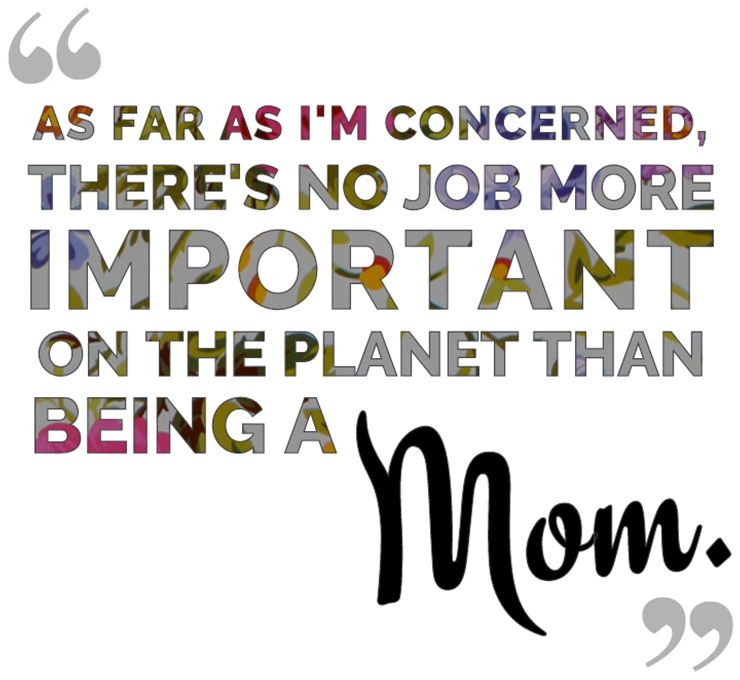 “
AS FAR AS I'M CONCERNED,
THERE'S NO JOB MORE
IMPORTANT
ON THE PLANET THAN
BEING A
Mom.
”